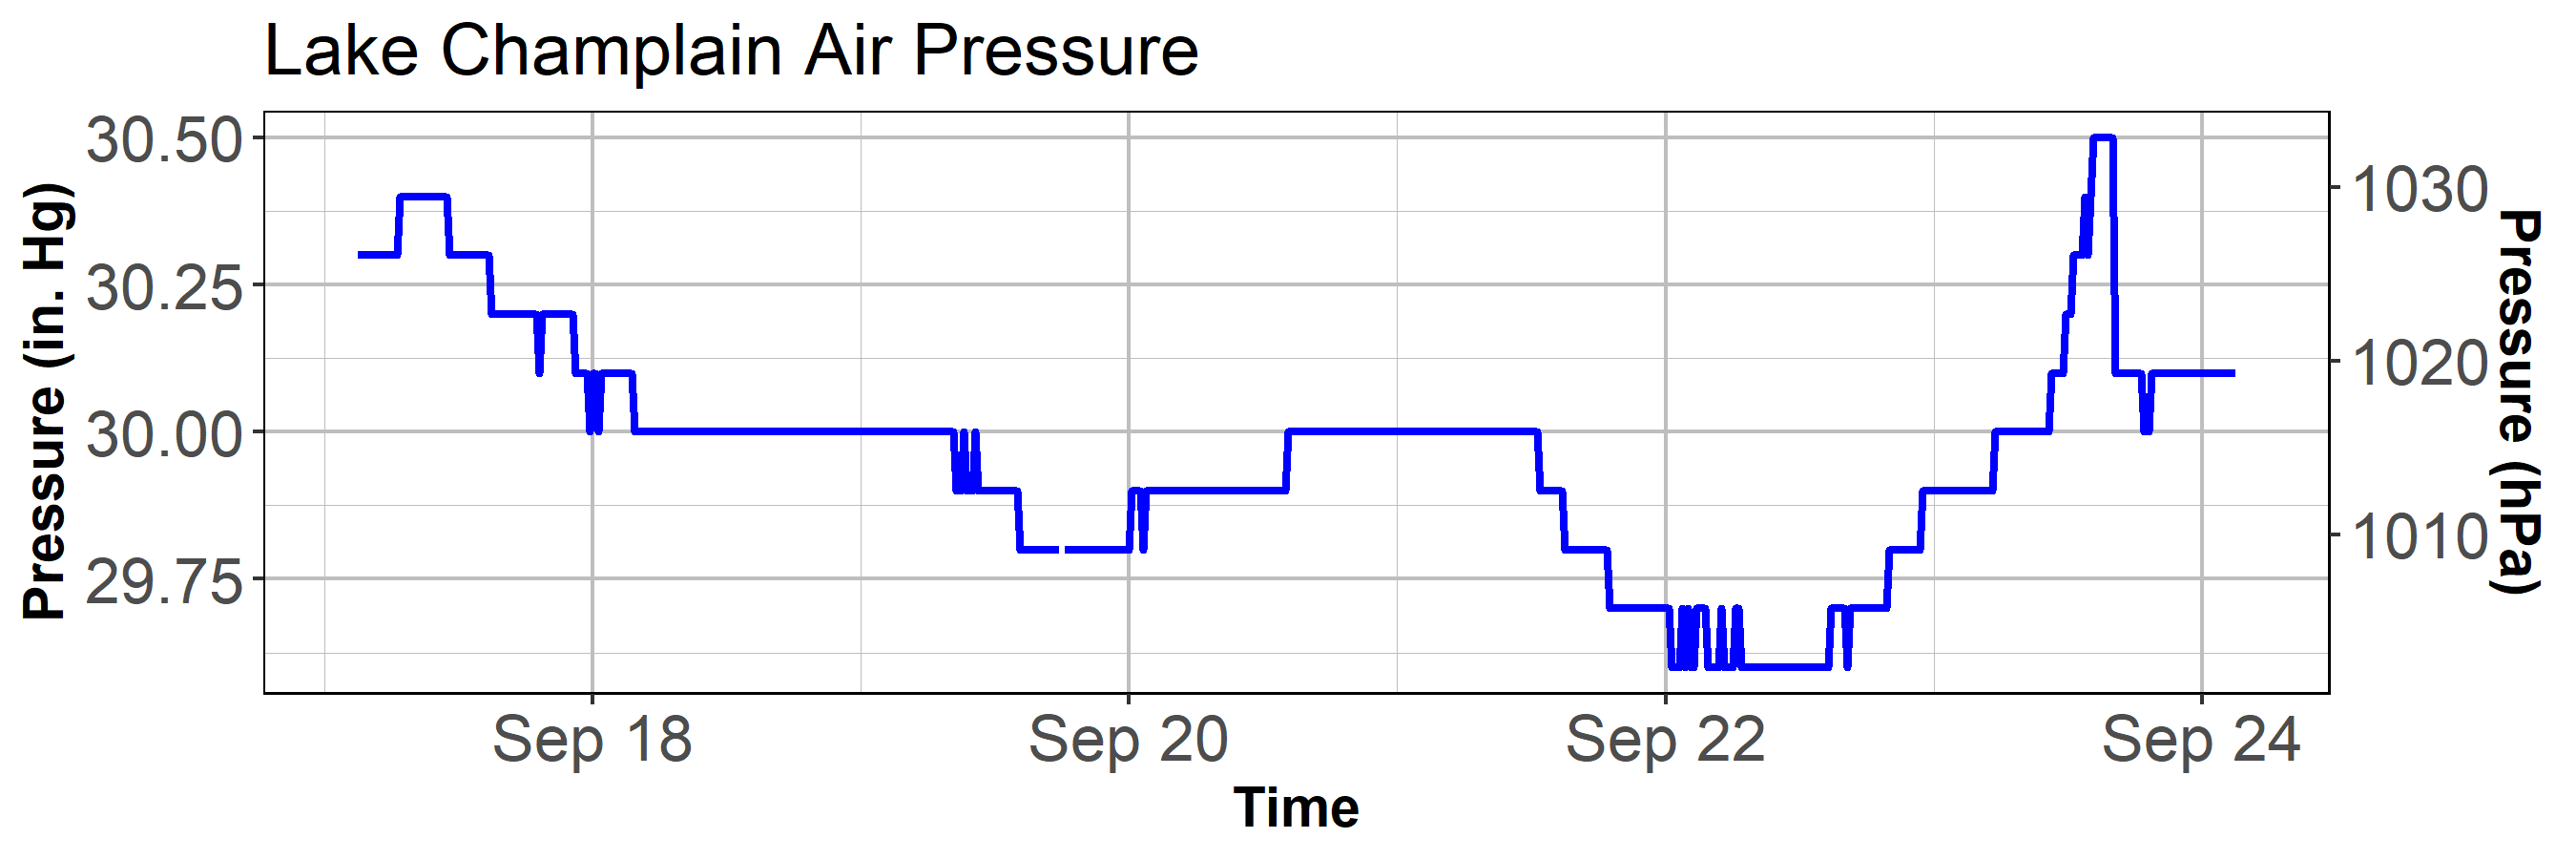 Lake Champlain Air Pressure
30.50
30.25
30.00
29.75
Pressure (in. Hg)
1030
1020
1010
Pressure (hPa)
Sep 18 Sep 20 Sep 22 Sep 24
Time